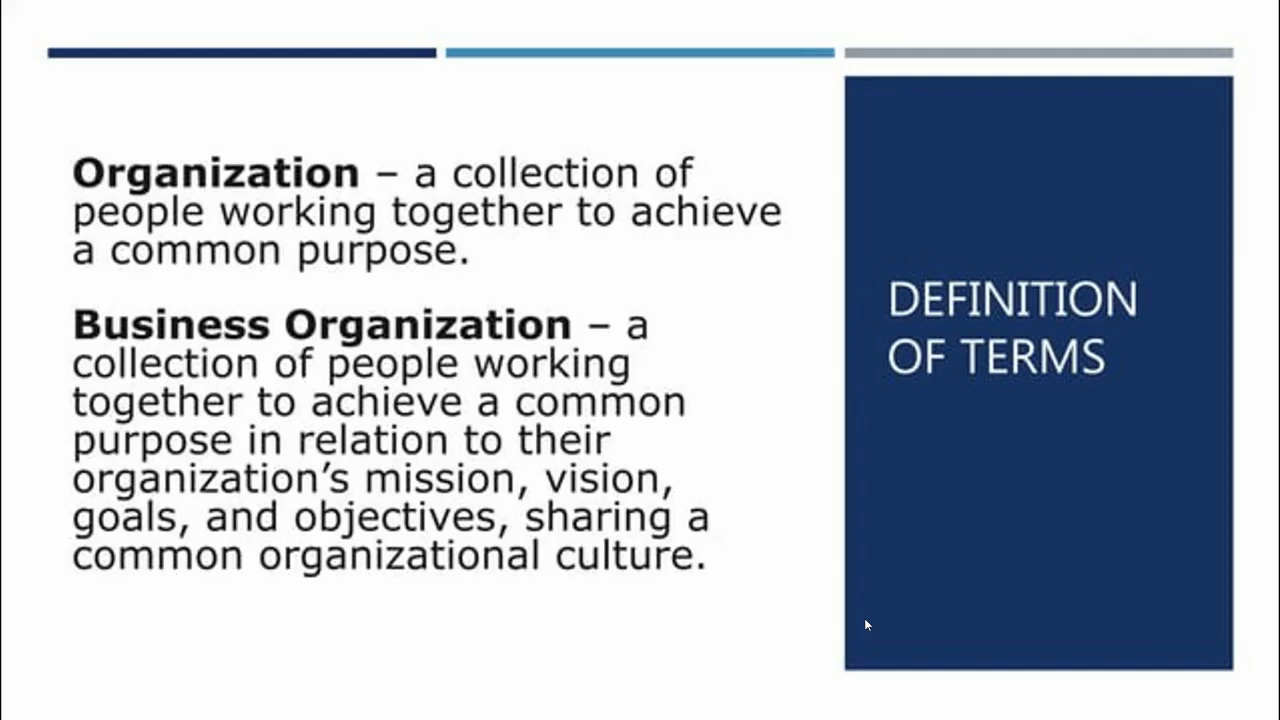 Organization – a collection of
people working together to achieve
a common purpose.
Business Organization – a
collection of people working
together to achieve a common
purpose in relation to their
organization’s mission, vision,
goals, and objectives, sharing a
common organizational culture.
DEFINITION
OF TERMS